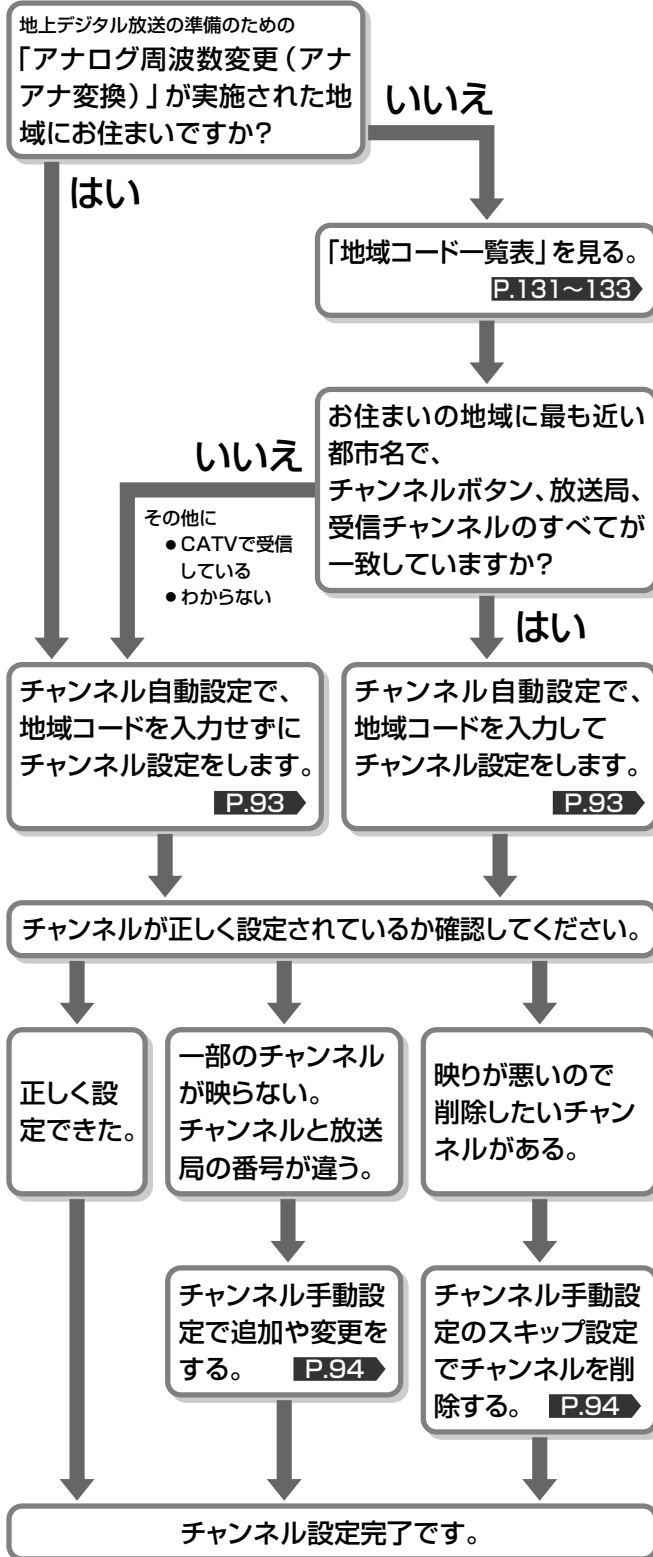 地上デジタル放送の準備のための
「アナログ周波数変更（アナ
アナ変換）」が実施された地
域にお住まいですか？
いいえ
はい
「地域コード一覧表」を見る。
P.131～133
お住まいの地域に最も近い
都市名で、
チャンネルボタン、放送局、
受信チャンネルのすべてが
一致していますか？
いいえ
その他に
●CATVで受信
している
●わからない
はい
チャンネル自動設定で、
地域コードを入力せずに
チャンネル設定をします。
P.93
チャンネル自動設定で、
地域コードを入力して
チャンネル設定をします。
P.93
チャンネルが正しく設定されているか確認してください。
正しく設
定できた。
一部のチャンネル
が映らない。
チャンネルと放送
局の番号が違う。
映りが悪いので
削除したいチャン
ネルがある。
チャンネル手動設
定で追加や変更を
する。 P.94
チャンネル手動設
定のスキップ設定
でチャンネルを削
除する。 P.94
チャンネル設定完了です。